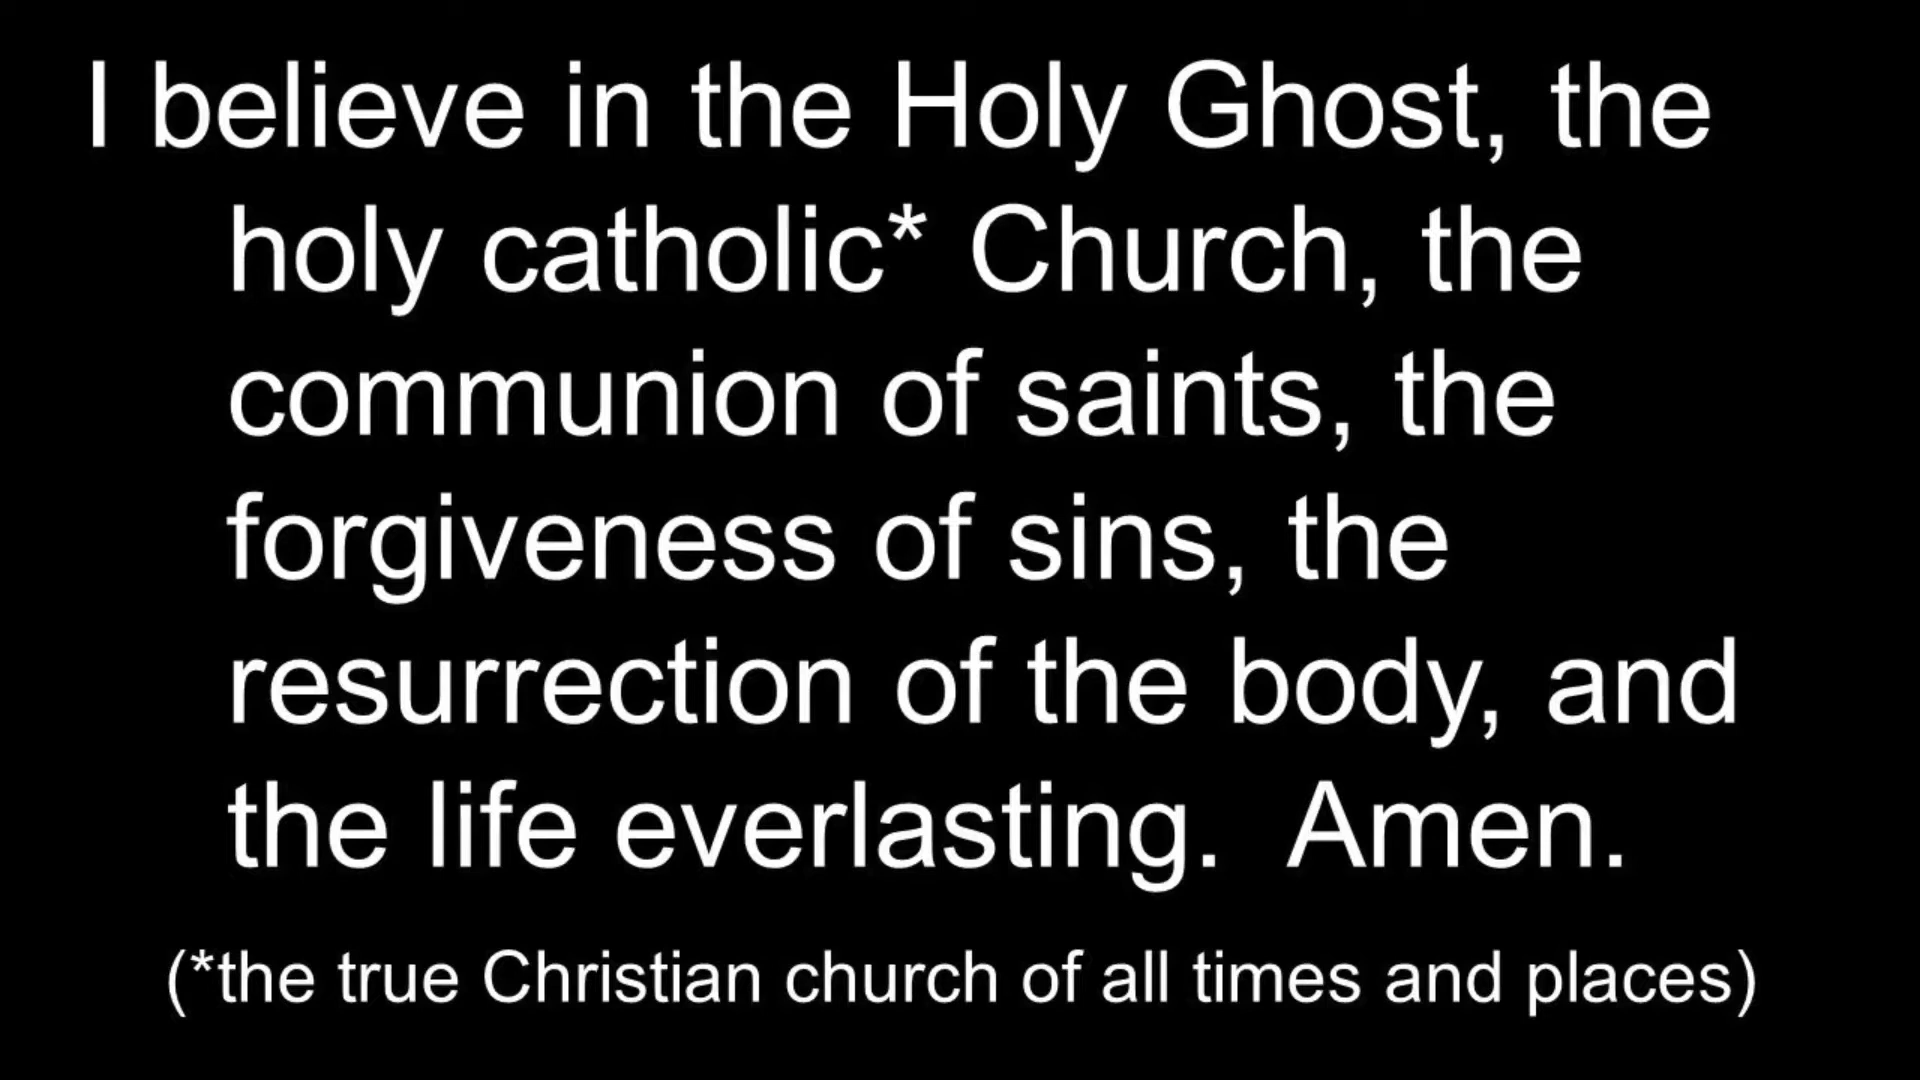 I believe in the Holy Ghost, the
holy catholic* Church, the
communion of saints, the
forgiveness of sins, the
resurrection of the body, and
the life everlasting.  Amen.
(*the true Christian church of all times and places)